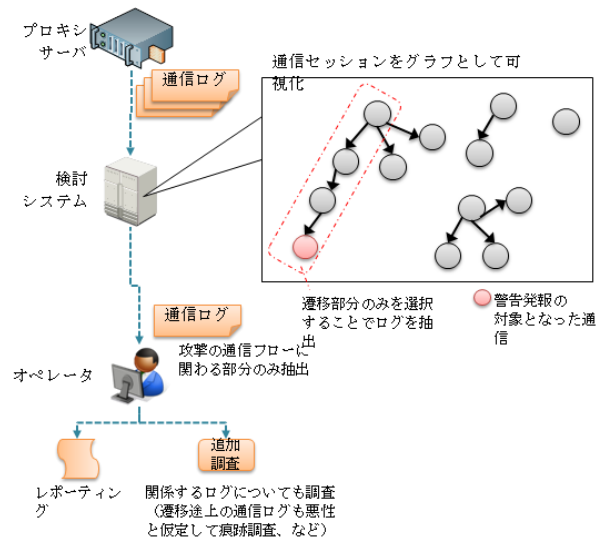 プロキシ
サーバ
通信ログ
通信セッションをグラフとして可
視化
検討
システム
遷移部分のみを選択
することでログを抽
出
警告発報の
対象となった通
信
通信ログ
攻撃の通信フローに
関わる部分のみ抽出
オペレータ
追加
調査
レポーティン
グ
関係するログについても調査
(遷移途上の通信ログも悪性
と仮定して痕跡調査、など)